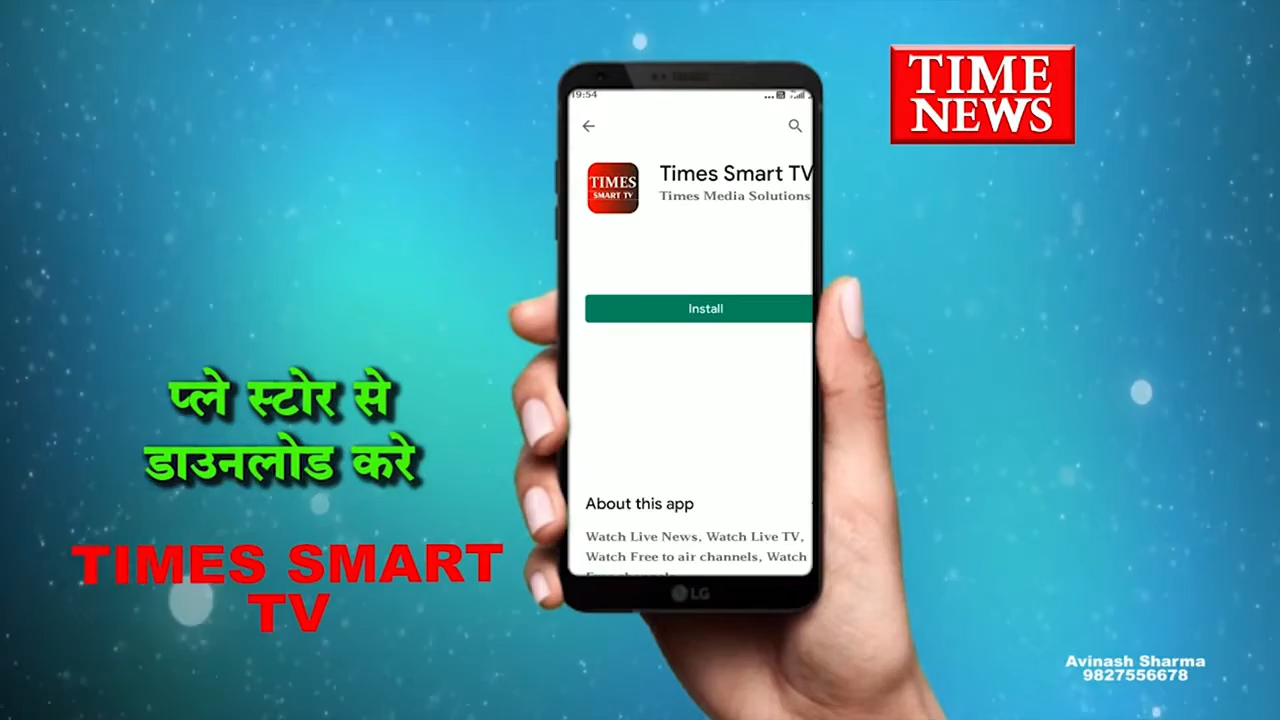 TIME
NEWS
19:54
Times Smart TV
Times Media Solutions
TIMES
SMART TV
Install
प्ले स्टोर से
डाउनलोड करे
TIMES SMART
TV
About this app
Watch Live News, Watch Live TV,
Watch Free to air channels, Watch
LG
Avinash Sharma
9827556678